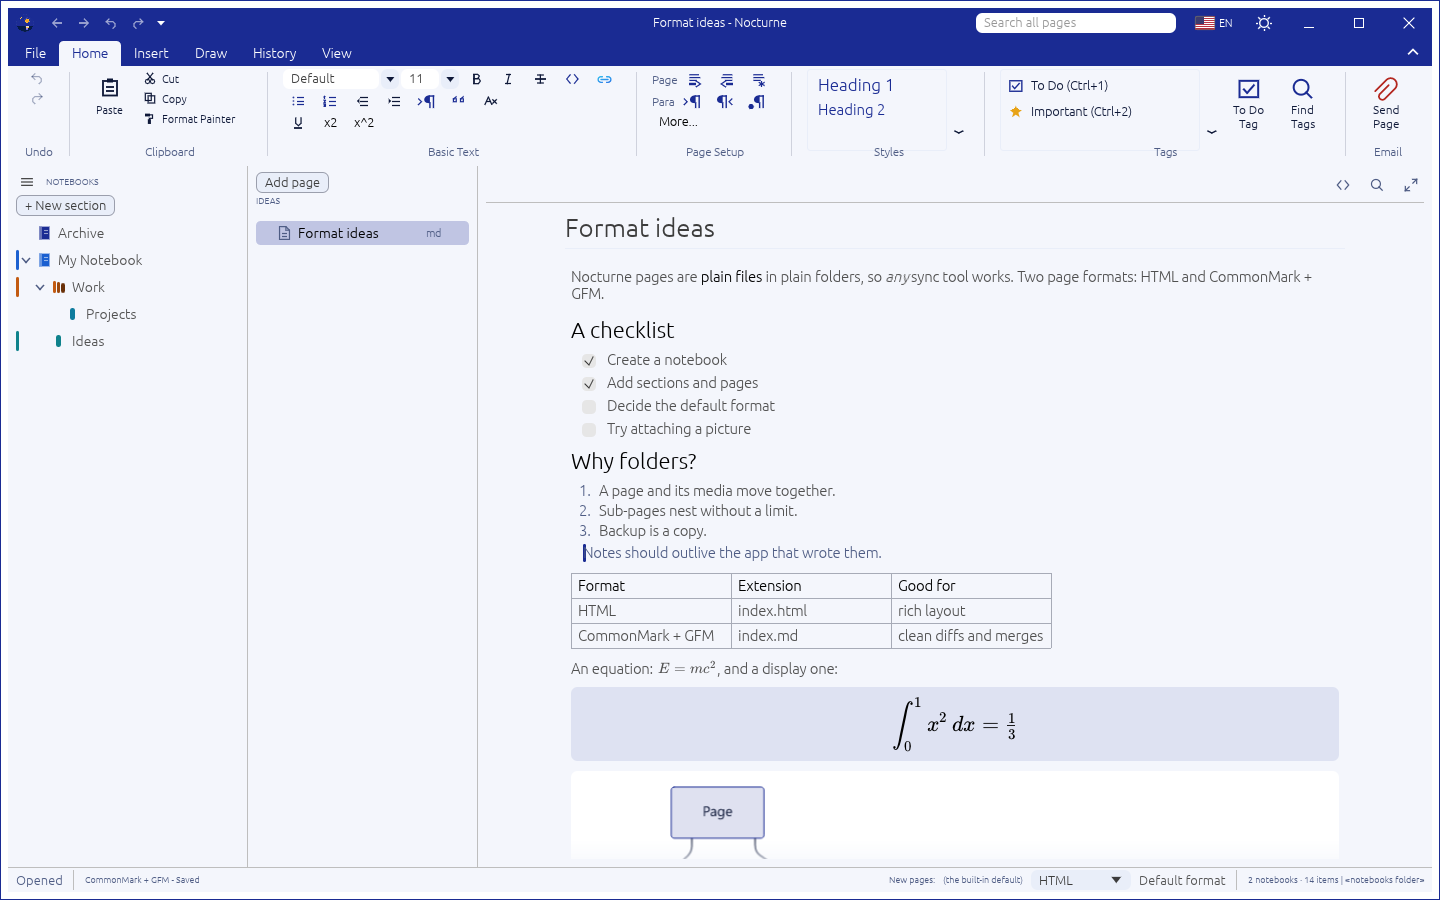 Format ideas - Nocturne
Search all pages
EN
File Home Insert Draw History View
Undo
Paste
Cut
Copy
Format Painter
Clipboard
Default 11
B I
U x2 x^2
Basic Text
Page
Para
More...
Page Setup
Heading 1
Heading 2
Styles
To Do (Ctrl+1)
Important (Ctrl+2)
To Do
Tag
Find
Tags
Tags
Send
Page
Email
NOTEBOOKS
+ New section
Archive
My Notebook
Work
Projects
Ideas
Add page
IDEAS
Format ideas md
Format ideas
Nocturne pages are plain files in plain folders, so any sync tool works. Two page formats: HTML and CommonMark +
GFM.
A checklist
Create a notebook
Add sections and pages
Decide the default format
Try attaching a picture
Why folders?
1. A page and its media move together.
2. Sub-pages nest without a limit.
3. Backup is a copy.
Notes should outlive the app that wrote them.
Format Extension Good for
HTML index.html rich layout
CommonMark + GFM index.md clean diffs and merges
An equation: E = mc², and a display one:
∫₀¹ x² dx = 1/3
Page
Opened
CommonMark + GFM - Saved
New pages: (the built-in default) HTML Default format
2 notebooks · 14 items | «notebooks folder»